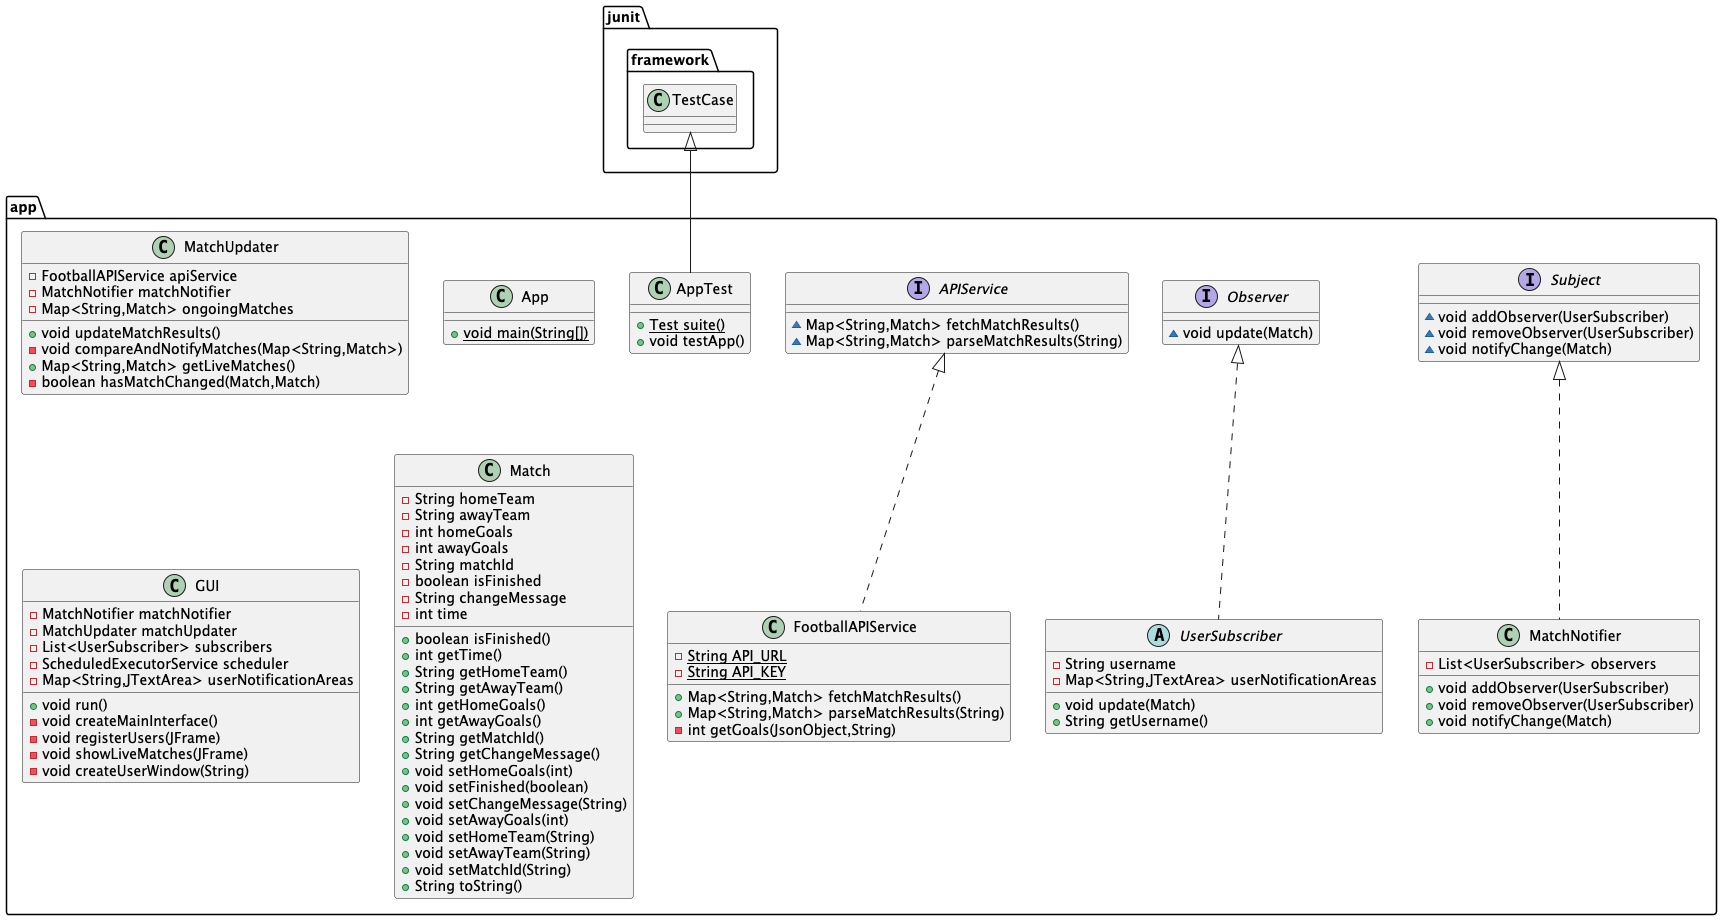 junit
framework
C TestCase
app
C MatchUpdater
FootballAPIService apiService
MatchNotifier matchNotifier
Map<String,Match> ongoingMatches
void updateMatchResults()
void compareAndNotifyMatches(Map<String,Match>)
Map<String,Match> getLiveMatches()
boolean hasMatchChanged(Match,Match)
C App
void main(String[])
C AppTest
Test suite()
void testApp()
I APIService
Map<String,Match> fetchMatchResults()
Map<String,Match> parseMatchResults(String)
I Observer
void update(Match)
I Subject
void addObserver(UserSubscriber)
void removeObserver(UserSubscriber)
void notifyChange(Match)
C GUI
MatchNotifier matchNotifier
MatchUpdater matchUpdater
List<UserSubscriber> subscribers
ScheduledExecutorService scheduler
Map<String,JTextArea> userNotificationAreas
void run()
void createMainInterface()
void registerUsers(JFrame)
void showLiveMatches(JFrame)
void createUserWindow(String)
C Match
String homeTeam
String awayTeam
int homeGoals
int awayGoals
String matchId
boolean isFinished
String changeMessage
int time
boolean isFinished()
int getTime()
String getHomeTeam()
String getAwayTeam()
int getHomeGoals()
int getAwayGoals()
String getMatchId()
String getChangeMessage()
void setHomeGoals(int)
void setFinished(boolean)
void setChangeMessage(String)
void setAwayGoals(int)
void setHomeTeam(String)
void setAwayTeam(String)
void setMatchId(String)
String toString()
C FootballAPIService
String API_URL
String API_KEY
Map<String,Match> fetchMatchResults()
Map<String,Match> parseMatchResults(String)
int getGoals(JsonObject,String)
A UserSubscriber
String username
Map<String,JTextArea> userNotificationAreas
void update(Match)
String getUsername()
C MatchNotifier
List<UserSubscriber> observers
void addObserver(UserSubscriber)
void removeObserver(UserSubscriber)
void notifyChange(Match)